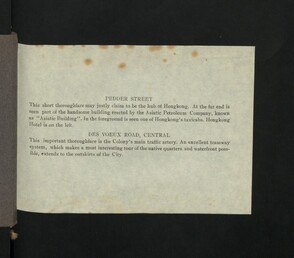 PEDDER STREET
This short thoroughfare may justly claim to be the hub of Hongkong. At the far end is
seen part of the handsome building erected by the Asiatic Petroleum Company, known
as "Asiatic Building". In the foreground is seen one of Hongkong's taxicabs. Hongkong
Hotel is on the left.
DES VOEUX ROAD, CENTRAL
This important thoroughfare is the Colony's main traffic artery. An excellent tramway
system, which makes a most interesting tour of the native quarters and waterfront pos-
sible, extends to the outskirts of the City.